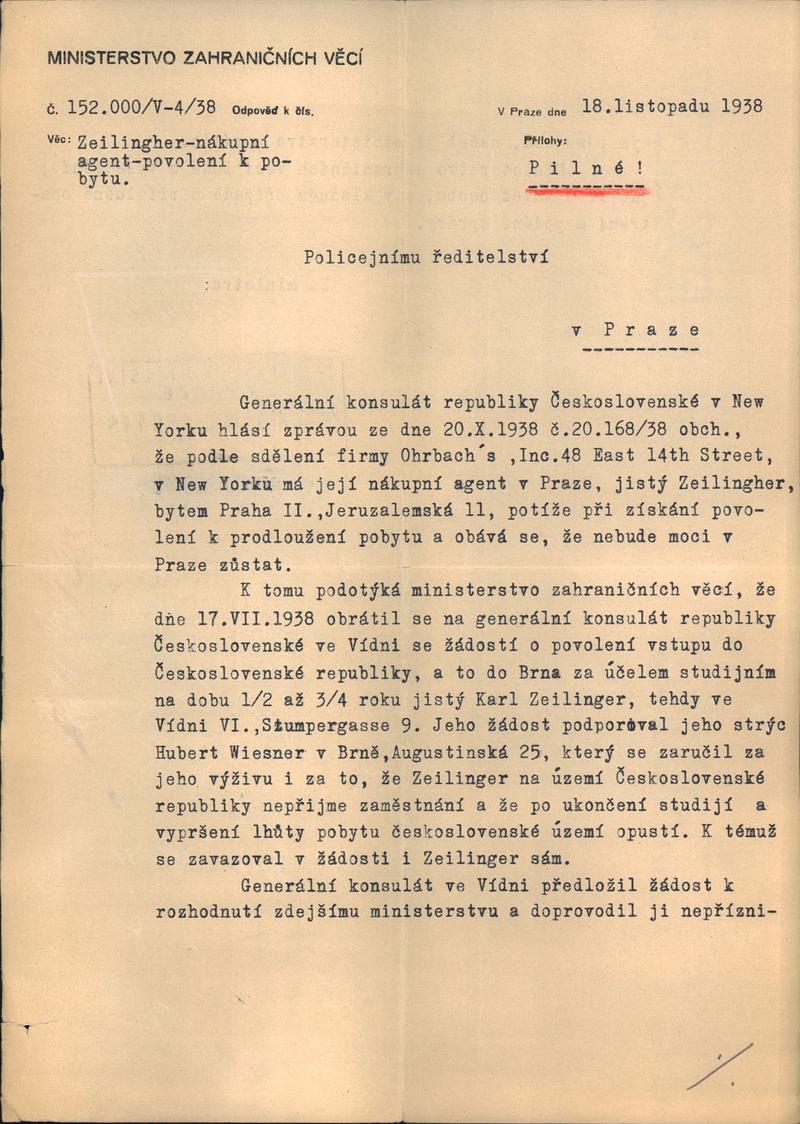 MINISTERSTVO ZAHRANIČNÍCH VĚCÍ
Č. 152.000/V-4/38 Odpověď k čís.
V Praze dne 18.listopadu 1938
Věc: Zeilingher-nákupní
agent-povolení k po-
bytu.
Přílohy:
Pilné!
Policejnímu ředitelství
v Praze
Generální konsulát republiky Československé v New
Yorku hlásí zprávou ze dne 20.X.1938 č.20.168/38 obch.,
že podle sdělení firmy Ohrbach´s ,Inc.48 East 14th Street,
v New Yorku má její nákupní agent v Praze, jistý Zeilingher,
bytem Praha II.,Jeruzalemská 11, potíže při získání povo-
lení k prodloužení pobytu a obává se, že nebude moci v
Praze zůstat.
K tomu podotýká ministerstvo zahraničních věcí, že
dne 17.VII.1938 obrátil se na generální konsulát republiky
Československé ve Vídni se žádostí o povolení vstupu do
Československé republiky, a to do Brna za účelem studijním
na dobu 1/2 až 3/4 roku jistý Karl Zeilinger, tehdy ve
Vídni VI.,Stumpergasse 9. Jeho žádost podporoval jeho strýc
Hubert Wiesner v Brně,Augustinská 25, který se zaručil za
jeho výživu i za to, že Zeilinger na území Československé
republiky nepřijme zaměstnání a že po ukončení studijí a
vypršení lhůty pobytu československé území opustí. K témuž
se zavazoval v žádosti i Zeilinger sám.
Generální konsulát ve Vídni předložil žádost k
rozhodnutí zdejšímu ministerstvu a doprovodil ji nepřízni-